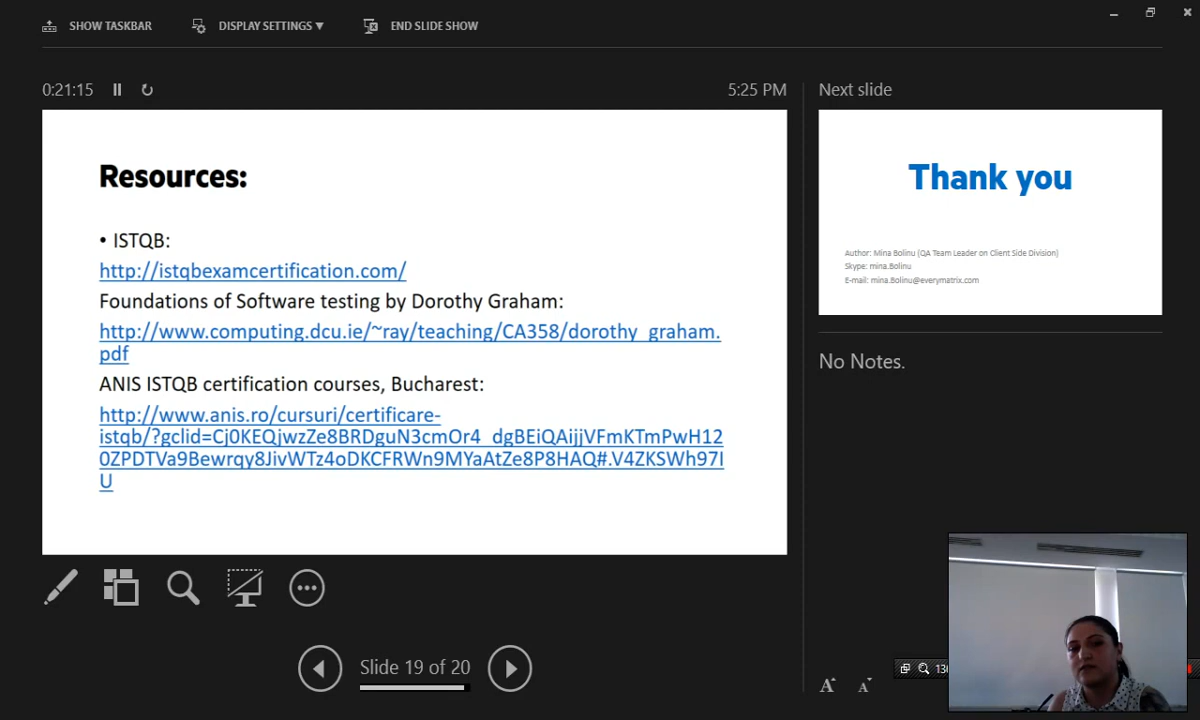 SHOW TASKBAR
DISPLAY SETTINGS ▼
END SLIDE SHOW
0:21:15
5:25 PM
Resources:
• ISTQB:
http://istqbexamcertification.com/
Foundations of Software testing by Dorothy Graham:
http://www.computing.dcu.ie/~ray/teaching/CA358/dorothy_graham.
pdf
ANIS ISTQB certification courses, Bucharest:
http://www.anis.ro/cursuri/certificare-
istqb/?gclid=Cj0KEQjwzZe8BRDguN3cmOr4_dgBEiQAijjVFmKTmPwH12
0ZPDTVa9Bewrqy8JivWTz4oDKCFRWn9MYaAtZe8P8HAQ#.V4ZKSWh97I
U
Slide 19 of 20
Next slide
Thank you
Author: Mina Bolinu (QA Team Leader on Client Side Division)
Skype: mina.Bolinu
E-mail: mina.Bolinu@everymatrix.com
No Notes.
A A